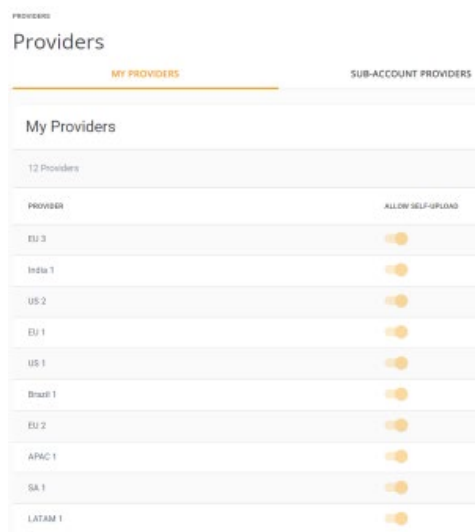 PROVIDERS
Providers
MY PROVIDERS SUB-ACCOUNT PROVIDERS
My Providers
12 Providers
PROVIDER ALLOW SELF-UPLOAD
EU 3
India 1
US 2
EU 1
US 1
Brazil 1
EU 2
APAC 1
SA 1
LATAM 1